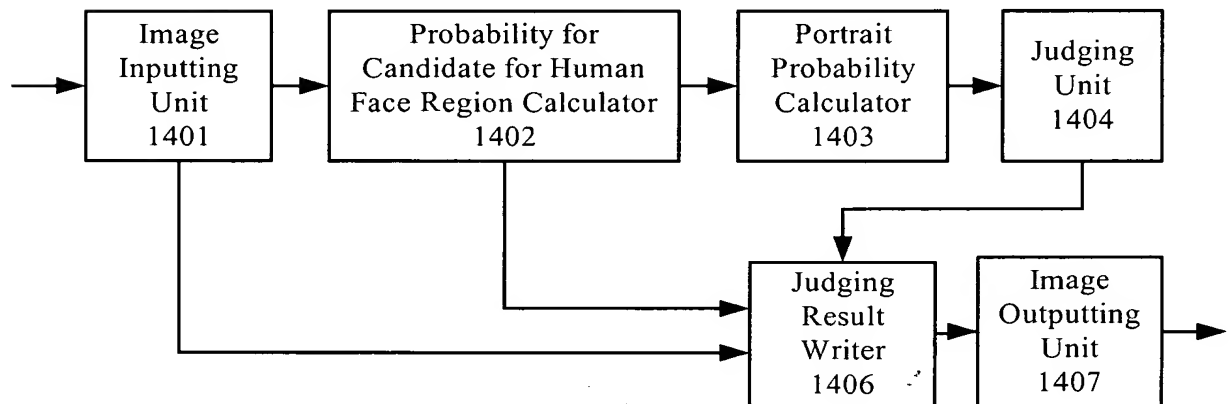 Image
Inputting
Unit
1401
Probability for
Candidate for Human
Face Region Calculator
1402
Portrait
Probability
Calculator
1403
Judging
Unit
1404
Judging
Result
Writer
1406
Image
Outputting
Unit
1407